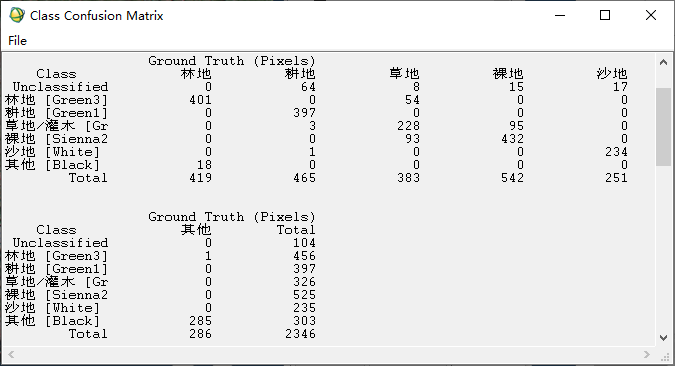 Class Confusion Matrix
File
Ground Truth (Pixels)
Class 林地 耕地 草地 裸地 沙地
Unclassified 0 64 8 15 17
林地 [Green3] 401 0 54 0 0
耕地 [Green1] 0 397 0 0 0
草地/灌木 [Gr 0 3 228 95 0
裸地 [Sienna2 0 0 93 432 0
沙地 [White] 0 1 0 0 234
其他 [Black] 18 0 0 0 0
Total 419 465 383 542 251
Ground Truth (Pixels)
Class 其他 Total
Unclassified 0 104
林地 [Green3] 1 456
耕地 [Green1] 0 397
草地/灌木 [Gr 0 326
裸地 [Sienna2 0 525
沙地 [White] 0 235
其他 [Black] 285 303
Total 286 2346